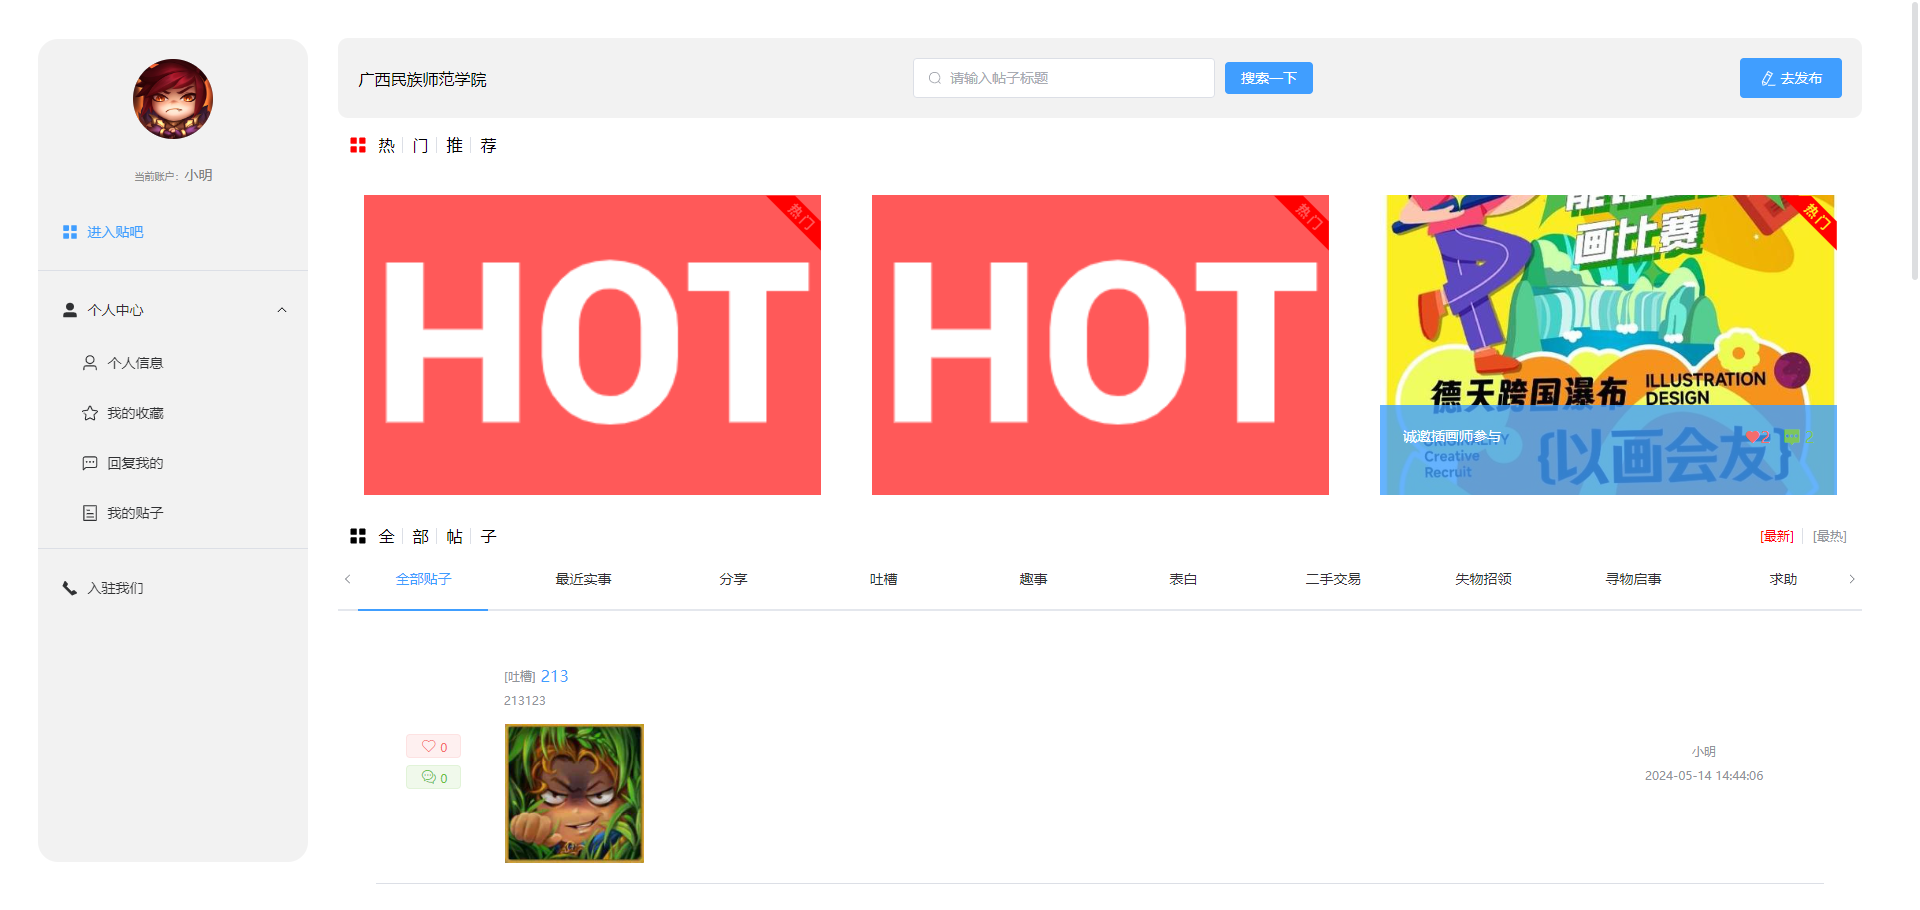 当前账户：小明
进入贴吧
个人中心
个人信息
我的收藏
回复我的
我的贴子
入驻我们
广西民族师范学院
请输入帖子标题
搜索一下
去发布
热 门 推 荐
HOT
热门
HOT
热门
画比赛
热门
德天跨国瀑布
ILLUSTRATION
DESIGN
诚邀插画师参与
2
2
Creative
Recruit
{以画会友}
全 部 帖 子
[最新] [最热]
全部贴子 最近实事 分享 吐槽 趣事 表白 二手交易 失物招领 寻物启事 求助
[吐槽] 213
213123
0
0
小明
2024-05-14 14:44:06